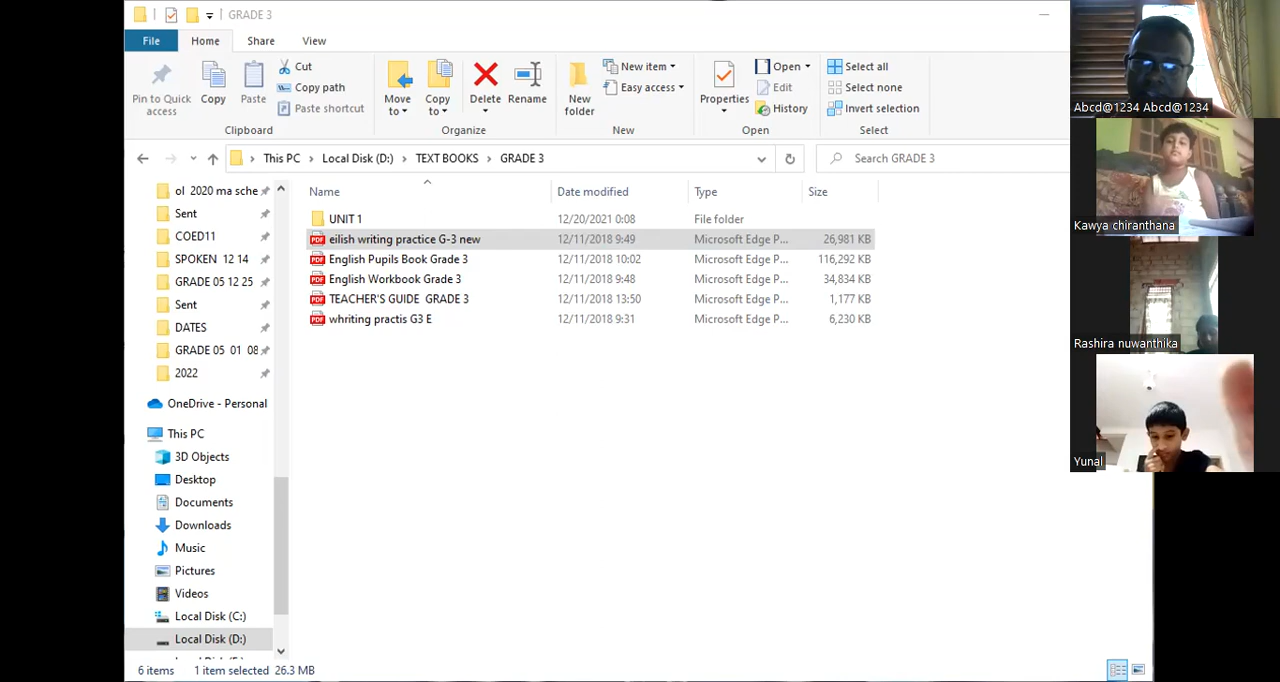 GRADE 3
File Home Share View
Pin to Quick access
Copy
Paste
Cut
Copy path
Paste shortcut
Clipboard
Move to
Copy to
Delete
Rename
Organize
New folder
New item
Easy access
New
Properties
Open
Edit
History
Open
Select all
Select none
Invert selection
Select
This PC > Local Disk (D:) > TEXT BOOKS > GRADE 3
Search GRADE 3
Name Date modified Type Size
UNIT 1 12/20/2021 0:08 File folder
eilish writing practice G-3 new 12/11/2018 9:49 Microsoft Edge P... 26,981 KB
English Pupils Book Grade 3 12/11/2018 10:02 Microsoft Edge P... 116,292 KB
English Workbook Grade 3 12/11/2018 9:48 Microsoft Edge P... 34,834 KB
TEACHER'S GUIDE GRADE 3 12/11/2018 13:50 Microsoft Edge P... 1,177 KB
whriting practis G3 E 12/11/2018 9:31 Microsoft Edge P... 6,230 KB
ol 2020 ma sche
Sent
COED11
SPOKEN 12 14
GRADE 05 12 25
Sent
DATES
GRADE 05 01 08
2022
OneDrive - Personal
This PC
3D Objects
Desktop
Documents
Downloads
Music
Pictures
Videos
Local Disk (C:)
Local Disk (D:)
6 items 1 item selected 26.3 MB
Abcd@1234 Abcd@1234
Kawya chiranthana
Rashira nuwanthika
Yunal